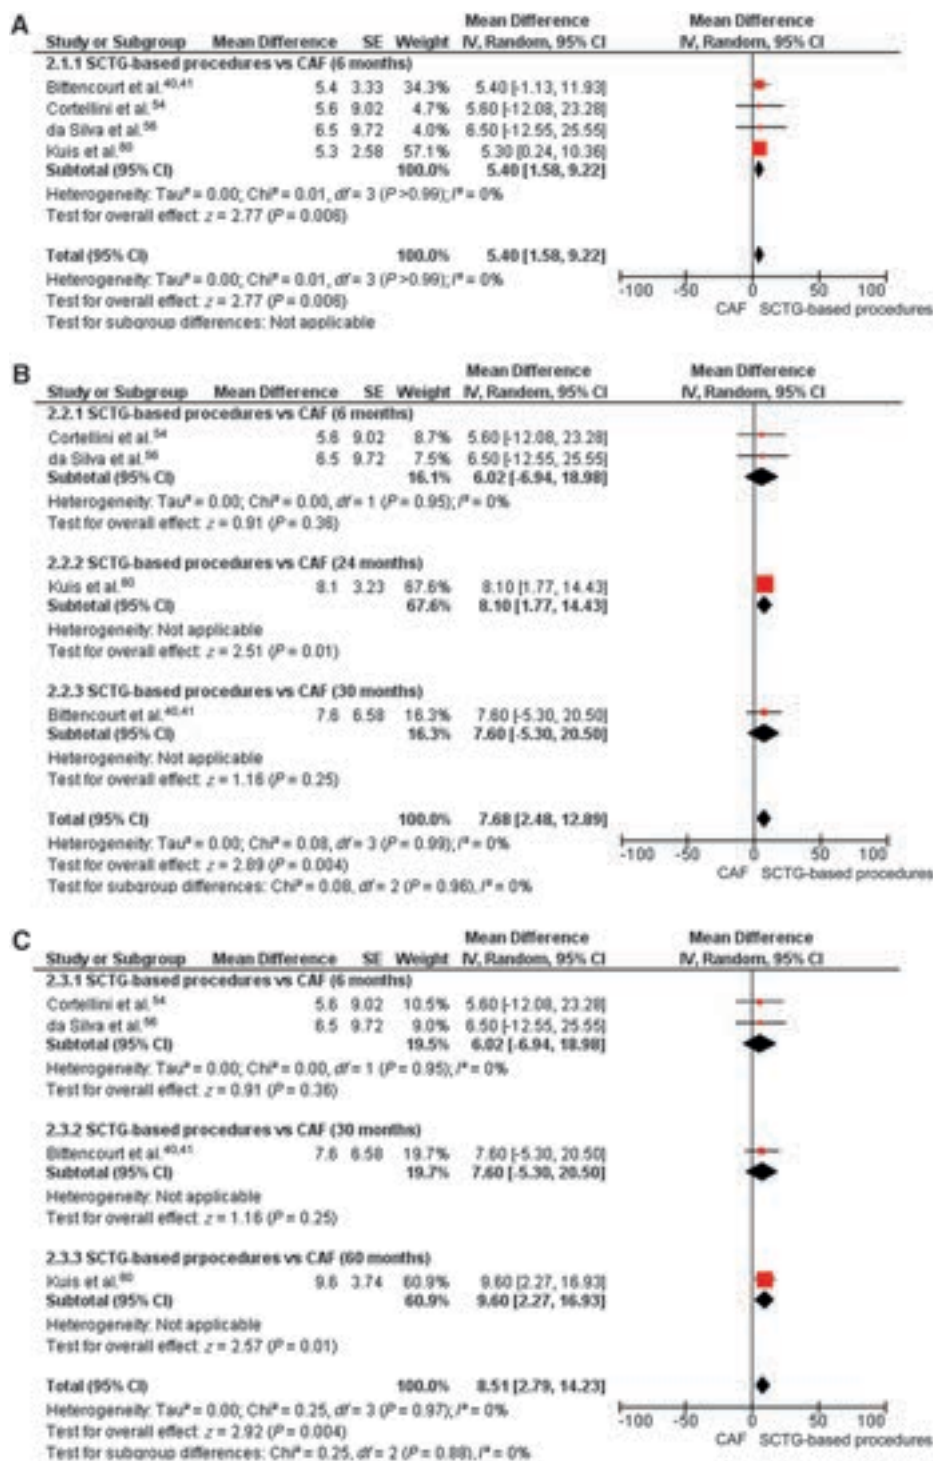 A
Mean Difference Mean Difference
Study or Subgroup Mean Difference SE Weight IV, Random, 95% CI IV, Random, 95% CI
2.1.1 SCTG-based procedures vs CAF (6 months)
Bittencourt et al.40,41 5.4 3.33 34.3% 5.40 [-1.13, 11.93]
Cortellini et al.54 5.6 9.02 4.7% 5.60 [-12.08, 23.28]
da Silva et al.56 6.5 9.72 4.0% 6.50 [-12.55, 25.55]
Kuis et al.80 5.3 2.58 57.1% 5.30 [0.24, 10.36]
Subtotal (95% CI) 100.0% 5.40 [1.58, 9.22]
Heterogeneity: Tau² = 0.00; Chi² = 0.01, df = 3 (P >0.99); I² = 0%
Test for overall effect: z = 2.77 (P = 0.006)
Total (95% CI) 100.0% 5.40 [1.58, 9.22]
Heterogeneity: Tau² = 0.00; Chi² = 0.01, df = 3 (P >0.99); I² = 0%
Test for overall effect: z = 2.77 (P = 0.006)
Test for subgroup differences: Not applicable
-100 -50 0 50 100
CAF SCTG-based procedures
B
Mean Difference Mean Difference
Study or Subgroup Mean Difference SE Weight IV, Random, 95% CI IV, Random, 95% CI
2.2.1 SCTG-based procedures vs CAF (6 months)
Cortellini et al.54 5.6 9.02 8.7% 5.60 [-12.08, 23.28]
da Silva et al.56 6.5 9.72 7.5% 6.50 [-12.55, 25.55]
Subtotal (95% CI) 16.1% 6.02 [-6.94, 18.98]
Heterogeneity: Tau² = 0.00; Chi² = 0.00, df = 1 (P = 0.95); I² = 0%
Test for overall effect: z = 0.91 (P = 0.36)
2.2.2 SCTG-based procedures vs CAF (24 months)
Kuis et al.80 8.1 3.23 67.6% 8.10 [1.77, 14.43]
Subtotal (95% CI) 67.6% 8.10 [1.77, 14.43]
Heterogeneity: Not applicable
Test for overall effect: z = 2.51 (P = 0.01)
2.2.3 SCTG-based procedures vs CAF (30 months)
Bittencourt et al.40,41 7.6 6.58 16.3% 7.60 [-5.30, 20.50]
Subtotal (95% CI) 16.3% 7.60 [-5.30, 20.50]
Heterogeneity: Not applicable
Test for overall effect: z = 1.16 (P = 0.25)
Total (95% CI) 100.0% 7.68 [2.48, 12.89]
Heterogeneity: Tau² = 0.00; Chi² = 0.08, df = 3 (P = 0.99); I² = 0%
Test for overall effect: z = 2.89 (P = 0.004)
Test for subgroup differences: Chi² = 0.08, df = 2 (P = 0.96), I² = 0%
-100 -50 0 50 100
CAF SCTG-based procedures
C
Mean Difference Mean Difference
Study or Subgroup Mean Difference SE Weight IV, Random, 95% CI IV, Random, 95% CI
2.3.1 SCTG-based procedures vs CAF (6 months)
Cortellini et al.54 5.6 9.02 10.5% 5.60 [-12.08, 23.28]
da Silva et al.56 6.5 9.72 9.0% 6.50 [-12.55, 25.55]
Subtotal (95% CI) 19.5% 6.02 [-6.94, 18.98]
Heterogeneity: Tau² = 0.00; Chi² = 0.00, df = 1 (P = 0.95); I² = 0%
Test for overall effect: z = 0.91 (P = 0.36)
2.3.2 SCTG-based procedures vs CAF (30 months)
Bittencourt et al.40,41 7.6 6.58 19.7% 7.60 [-5.30, 20.50]
Subtotal (95% CI) 19.7% 7.60 [-5.30, 20.50]
Heterogeneity: Not applicable
Test for overall effect: z = 1.16 (P = 0.25)
2.3.3 SCTG-based prpocedures vs CAF (60 months)
Kuis et al.80 9.6 3.74 60.9% 9.60 [2.27, 16.93]
Subtotal (95% CI) 60.9% 9.60 [2.27, 16.93]
Heterogeneity: Not applicable
Test for overall effect: z = 2.57 (P = 0.01)
Total (95% CI) 100.0% 8.51 [2.79, 14.23]
Heterogeneity: Tau² = 0.00; Chi² = 0.25, df = 3 (P = 0.97); I² = 0%
Test for overall effect: z = 2.92 (P = 0.004)
Test for subgroup differences: Chi² = 0.25, df = 2 (P = 0.88), I² = 0%
-100 -50 0 50 100
CAF SCTG-based procedures